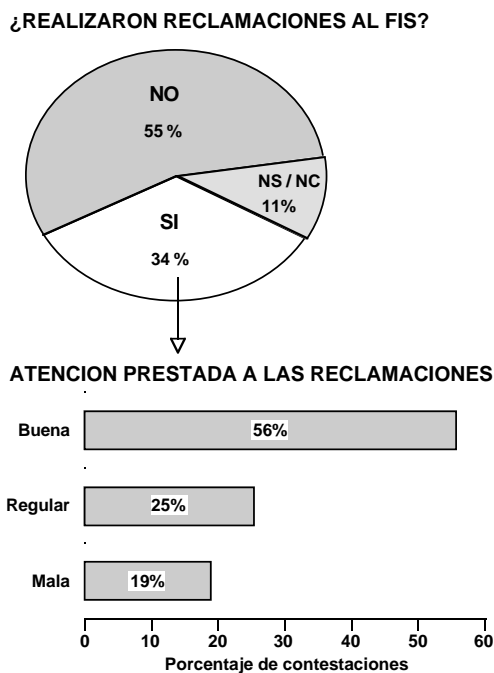 ¿REALIZARON RECLAMACIONES AL FIS?
NO
55 %
NS / NC
11%
SI
34 %
ATENCION PRESTADA A LAS RECLAMACIONES
Buena
56%
Regular
25%
Mala
19%
0 10 20 30 40 50 60
Porcentaje de contestaciones